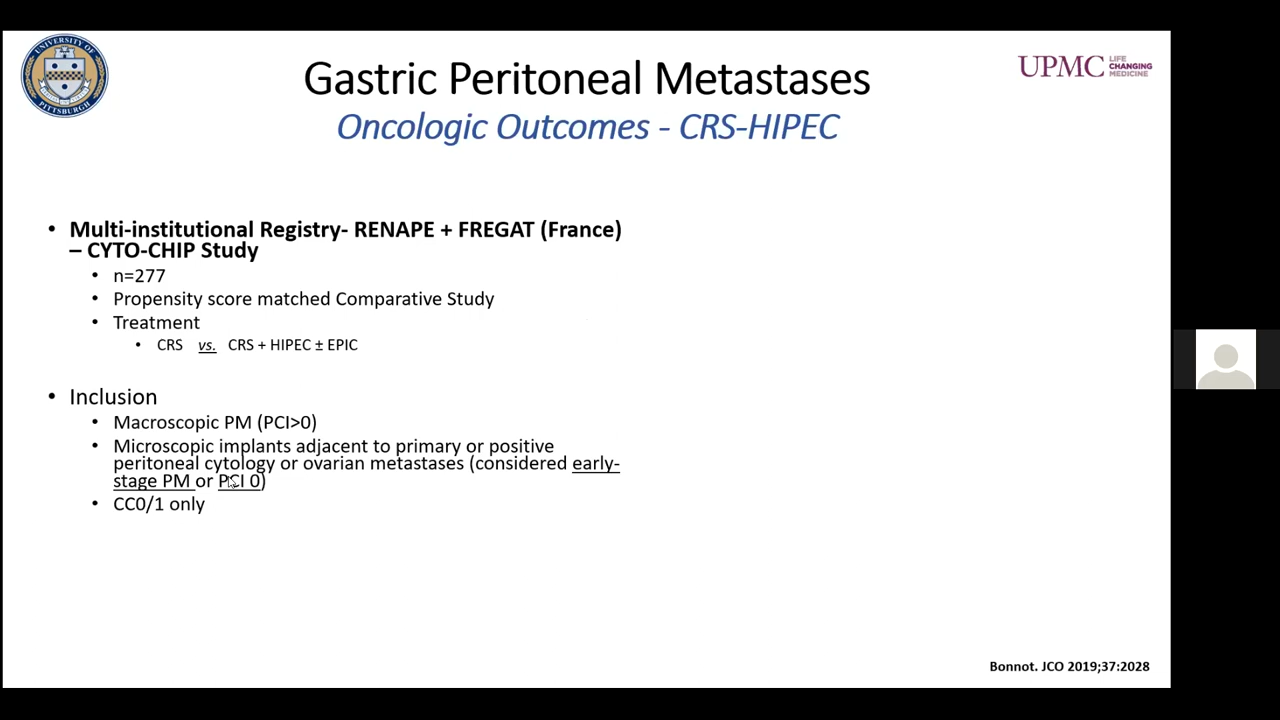 UNIVERSITY OF
PITTSBURGH
UPMC LIFE CHANGING MEDICINE
Gastric Peritoneal Metastases
Oncologic Outcomes - CRS-HIPEC
• Multi-institutional Registry- RENAPE + FREGAT (France)
– CYTO-CHIP Study
• n=277
• Propensity score matched Comparative Study
• Treatment
• CRS vs. CRS + HIPEC ± EPIC
• Inclusion
• Macroscopic PM (PCI>0)
• Microscopic implants adjacent to primary or positive
peritoneal cytology or ovarian metastases (considered early-
stage PM or PCI 0)
• CC0/1 only
Bonnot. JCO 2019;37:2028